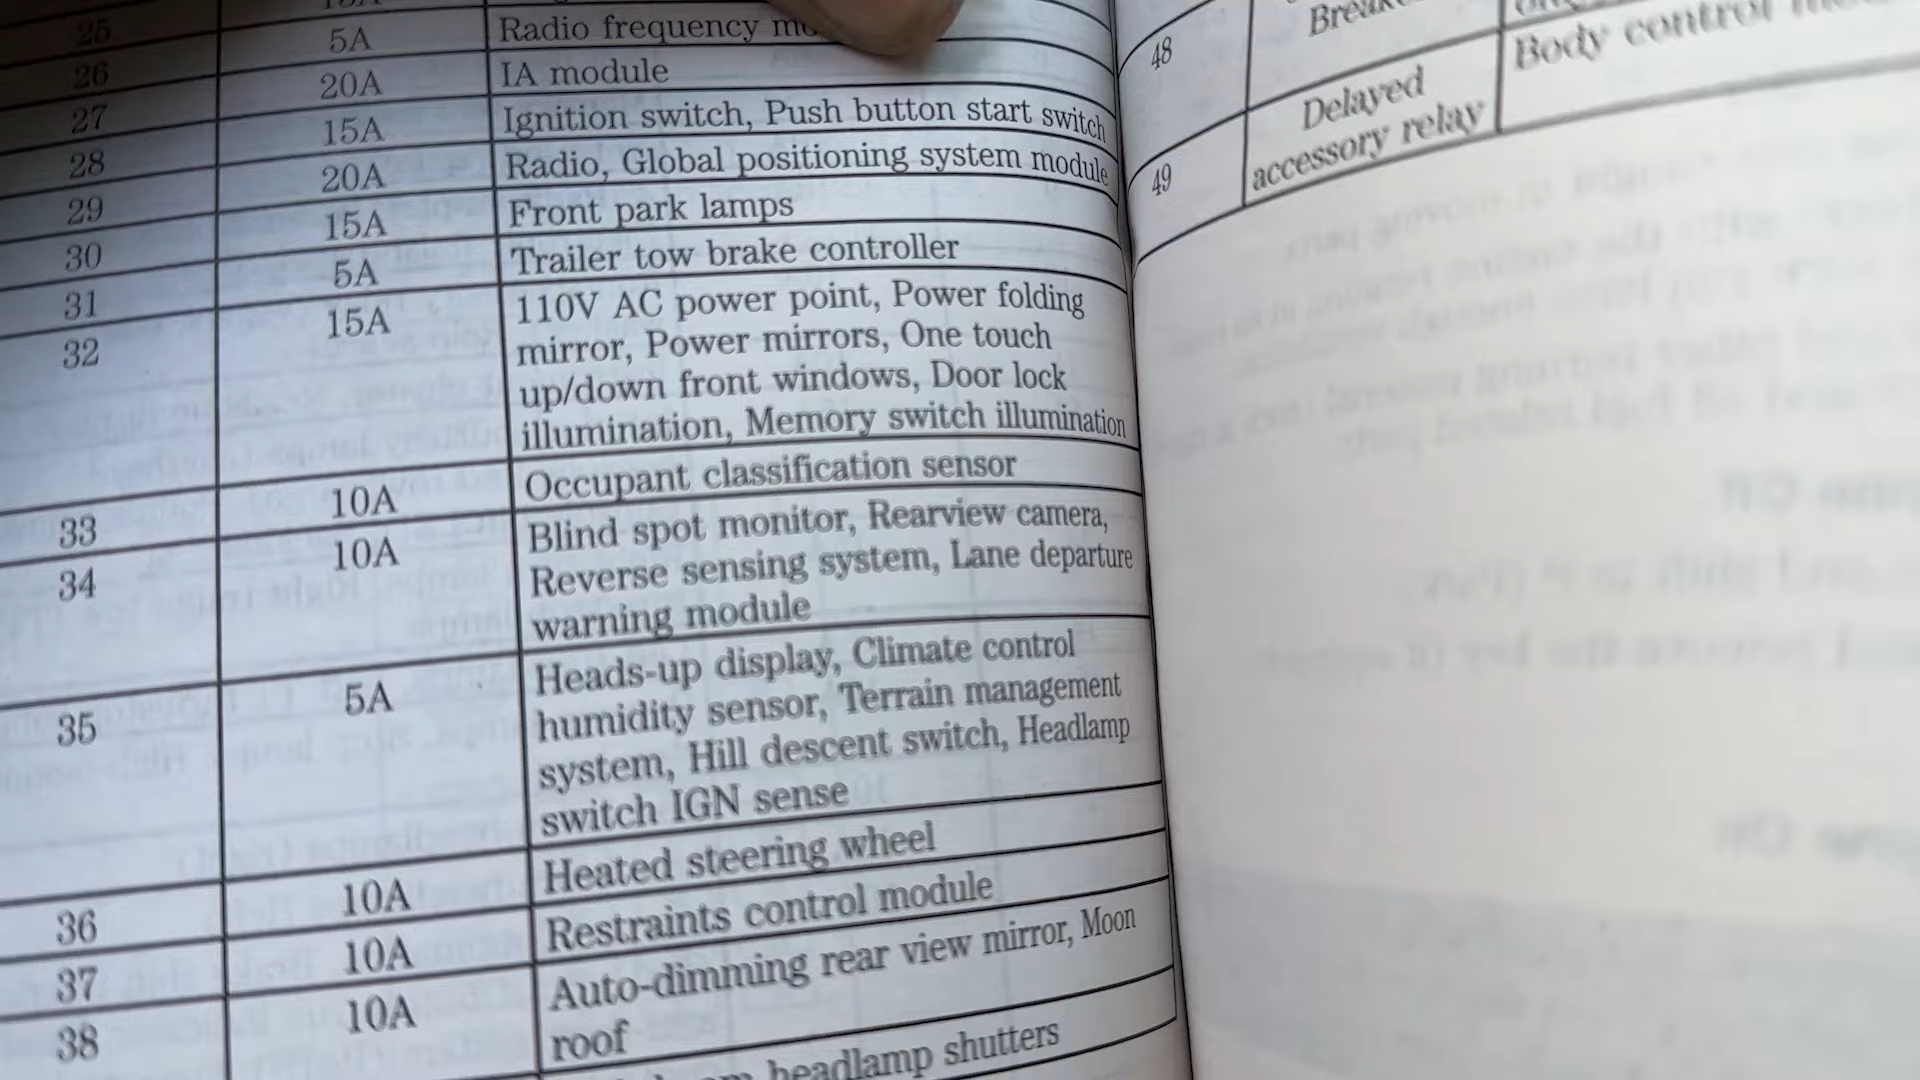 25
26 5A Radio frequency
27 20A IA module
28 15A Ignition switch, Push button start switch
29 20A Radio, Global positioning system module
30 15A Front park lamps
31 5A Trailer tow brake controller
32 15A 110V AC power point, Power folding
mirror, Power mirrors, One touch
up/down front windows, Door lock
illumination, Memory switch illumination
33 10A Occupant classification sensor
34 10A Blind spot monitor, Rearview camera,
Reverse sensing system, Lane departure
warning module
35 5A Heads-up display, Climate control
humidity sensor, Terrain management
system, Hill descent switch, Headlamp
switch IGN sense
36 10A Heated steering wheel
37 10A Restraints control module
38 10A Auto-dimming rear view mirror, Moon
roof
headlamp shutters
48
49 Delayed Body control
accessory relay